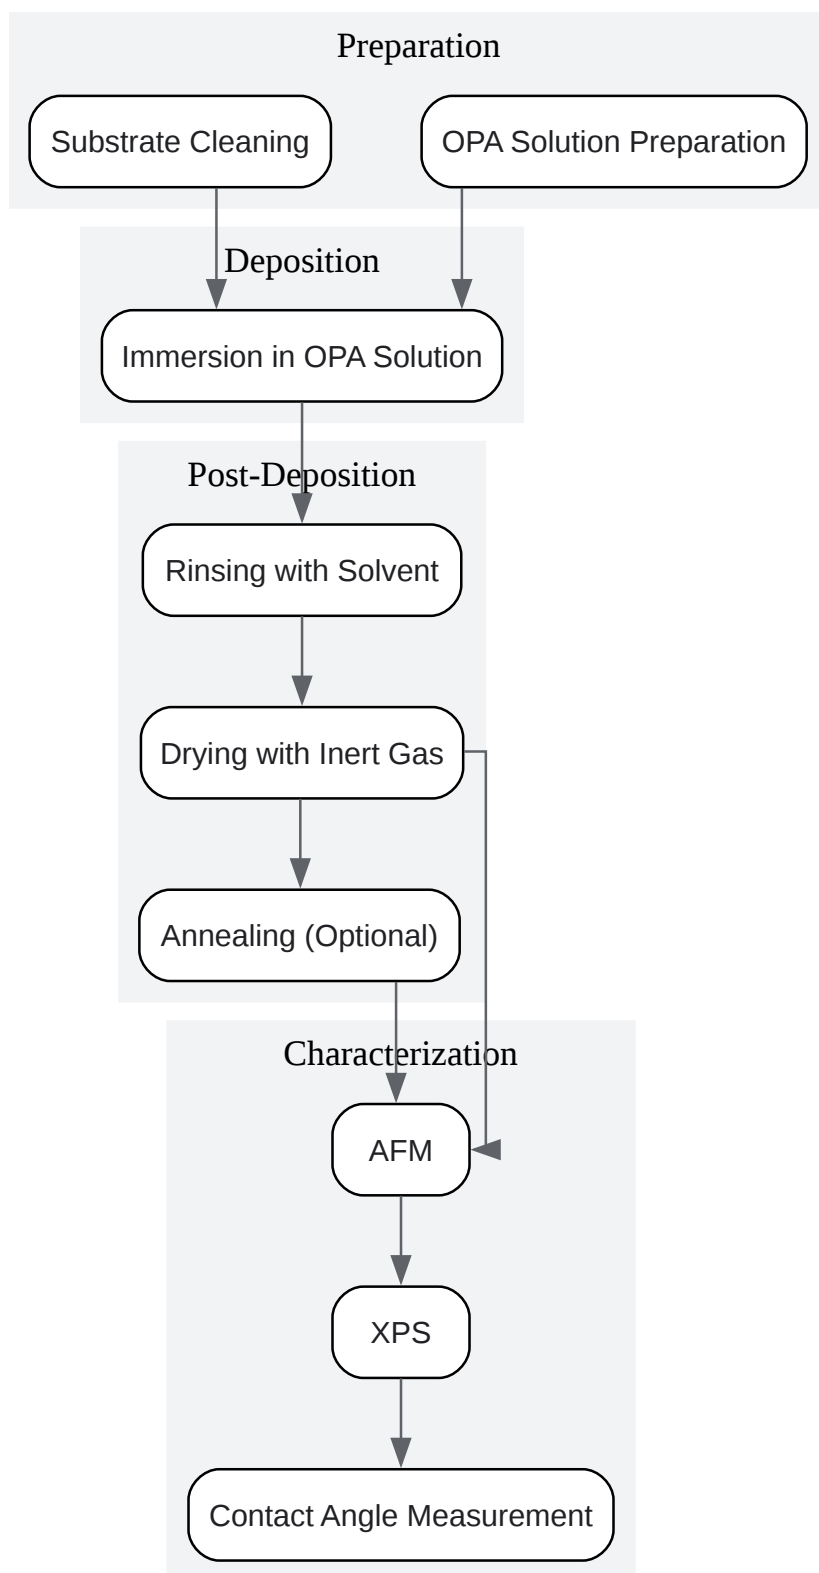 Preparation
Substrate Cleaning
OPA Solution Preparation
Deposition
Immersion in OPA Solution
Post-Deposition
Rinsing with Solvent
Drying with Inert Gas
Annealing (Optional)
Characterization
AFM
XPS
Contact Angle Measurement